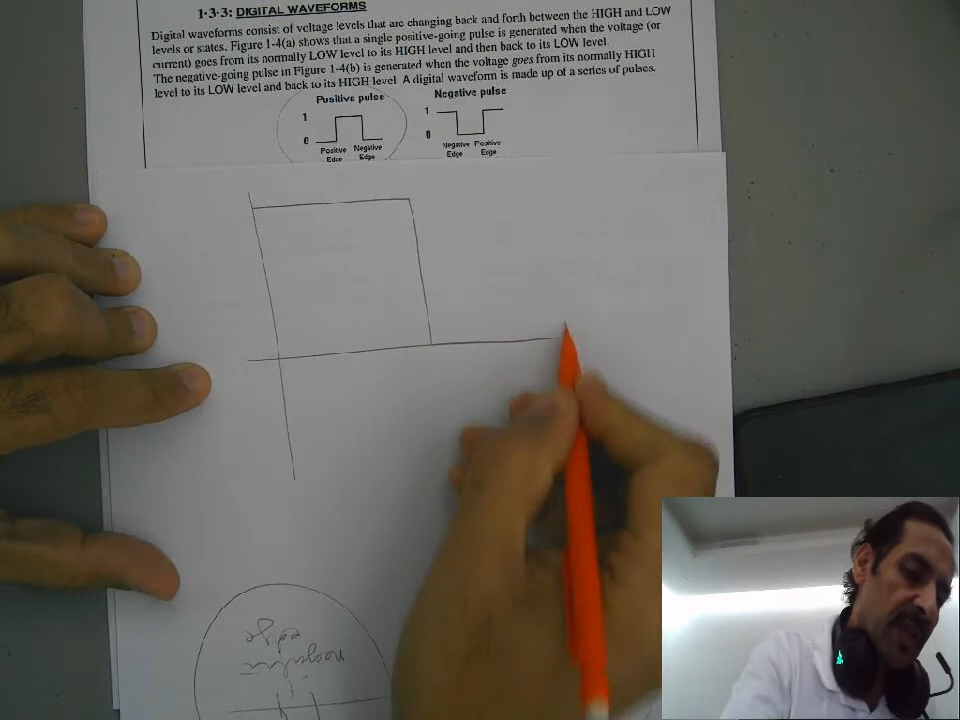 1·3·3: DIGITAL WAVEFORMS
Digital waveforms consist of voltage levels that are changing back and forth between the HIGH and LOW
levels or states. Figure 1-4(a) shows that a single positive-going pulse is generated when the voltage (or
current) goes from its normally LOW level to its HIGH level and then back to its LOW level.
The negative-going pulse in Figure 1-4(b) is generated when the voltage goes from its normally HIGH
level to its LOW level and back to its HIGH level. A digital waveform is made up of a series of pulses.
Positive pulse
1
0
Positive Negative
Edge Edge
Negative pulse
1
0
Negative Positive
Edge Edge